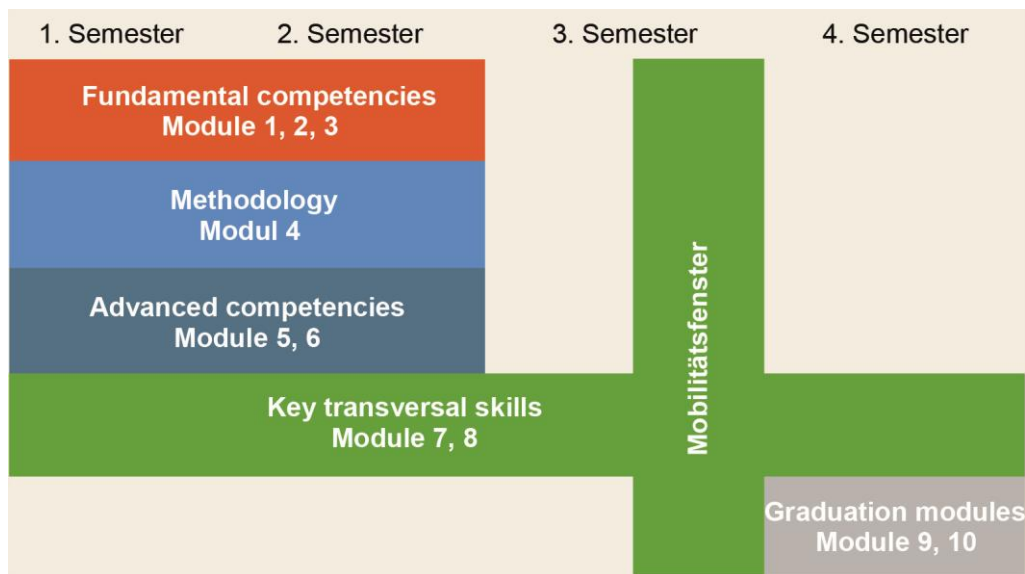 1. Semester 2. Semester 3. Semester 4. Semester
Fundamental competencies
Module 1, 2, 3
Methodology
Modul 4
Advanced competencies
Module 5, 6
Key transversal skills
Module 7, 8
Mobilitätsfenster
Graduation modules
Module 9, 10